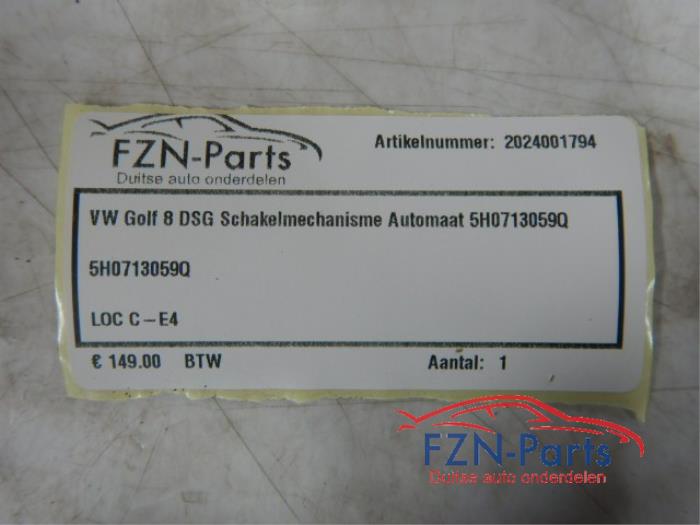 FZN-Parts
Duitse auto onderdelen
Artikelnummer: 2024001794
VW Golf 8 DSG Schakelmechanisme Automaat 5H0713059Q
5H0713059Q
LOC C – E4
€ 149.00 BTW Aantal: 1
FZN-Parts
Duitse auto onderdelen